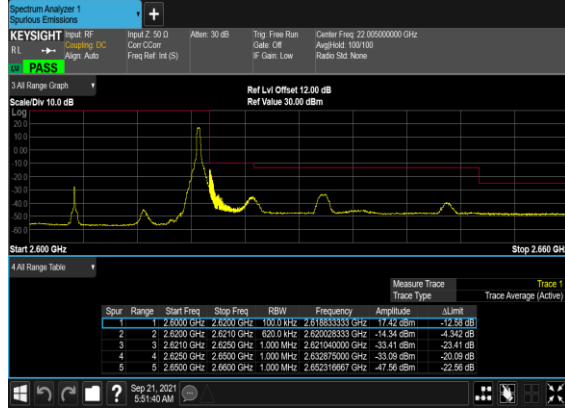 Spectrum Analyzer 1
Spurious Emissions
KEYSIGHT Input: RF Input Z: 50 Ω Atten: 30 dB Trig: Free Run Center Freq: 22.005000000 GHz
RL Coupling: DC Corr CCorr Gate: Off Avg|Hold: 100/100
Align: Auto Freq Ref: Int (S) IF Gain: Low Radio Std: None
PASS
3 All Range Graph Ref Lvl Offset 12.00 dB
Scale/Div 10.0 dB Ref Value 30.00 dBm
Log
20.0
10.0
0.00
-10.0
-20.0
-30.0
-40.0
-50.0
-60.0
Start 2.600 GHz Stop 2.660 GH
4 All Range Table
Measure Trace Trace 1
Trace Type Trace Average (Active)
Spur Range Start Freq Stop Freq RBW Frequency Amplitude ΔLimit
1 1 2.6000 GHz 2.6200 GHz 100.0 kHz 2.618833333 GHz 17.42 dBm -12.58 dB
2 2 2.6200 GHz 2.6210 GHz 620.0 kHz 2.620028333 GHz -14.34 dBm -4.342 dB
3 3 2.6210 GHz 2.6250 GHz 1.000 MHz 2.621040000 GHz -33.41 dBm -23.41 dB
4 4 2.6250 GHz 2.6500 GHz 1.000 MHz 2.632875000 GHz -33.09 dBm -20.09 dB
5 5 2.6500 GHz 2.6600 GHz 1.000 MHz 2.652316667 GHz -47.56 dBm -22.56 dB
? Sep 21, 2021
5:51:40 AM